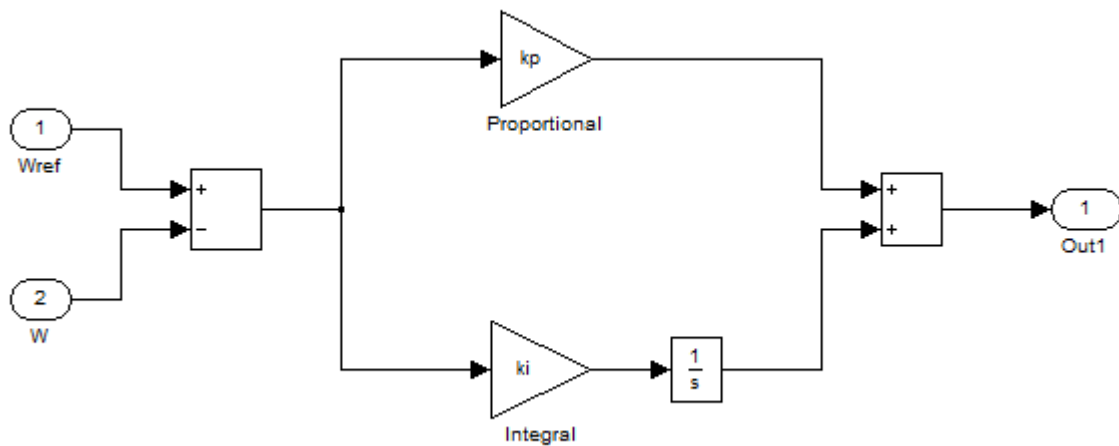 kp
Proportional
1
Wref
+
−
2
W
+
+
1
Out1
ki
1
s
Integral